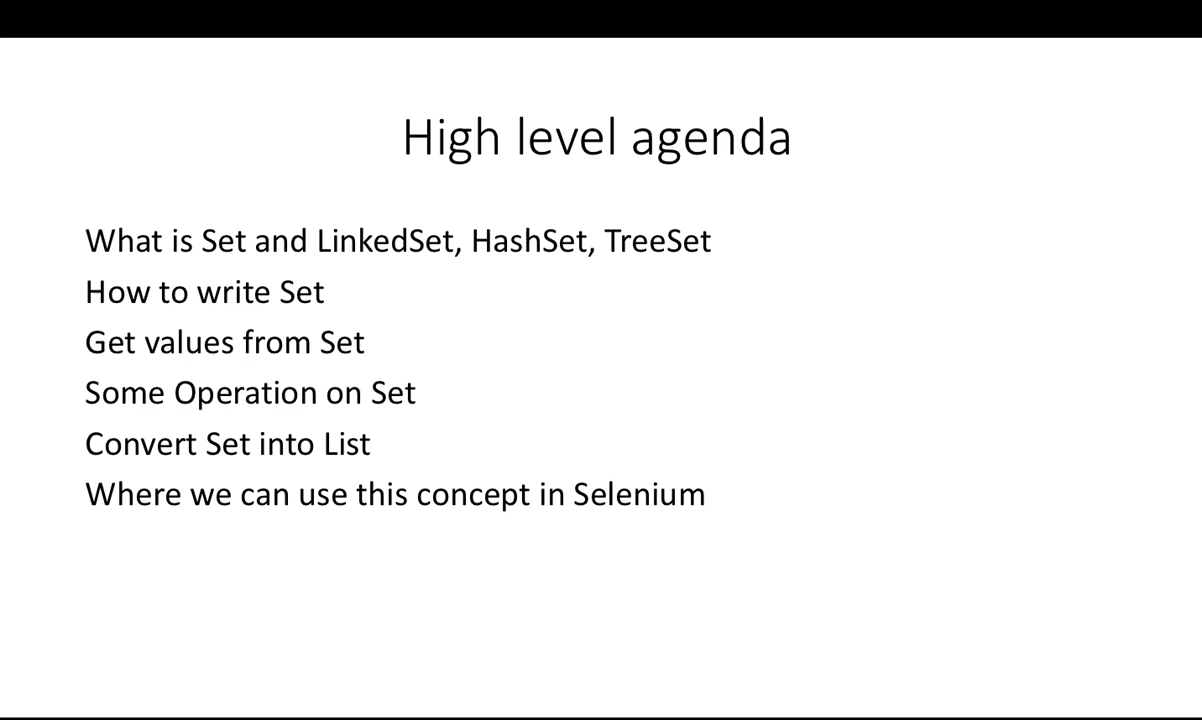 High level agenda
What is Set and LinkedSet, HashSet, TreeSet
How to write Set
Get values from Set
Some Operation on Set
Convert Set into List
Where we can use this concept in Selenium